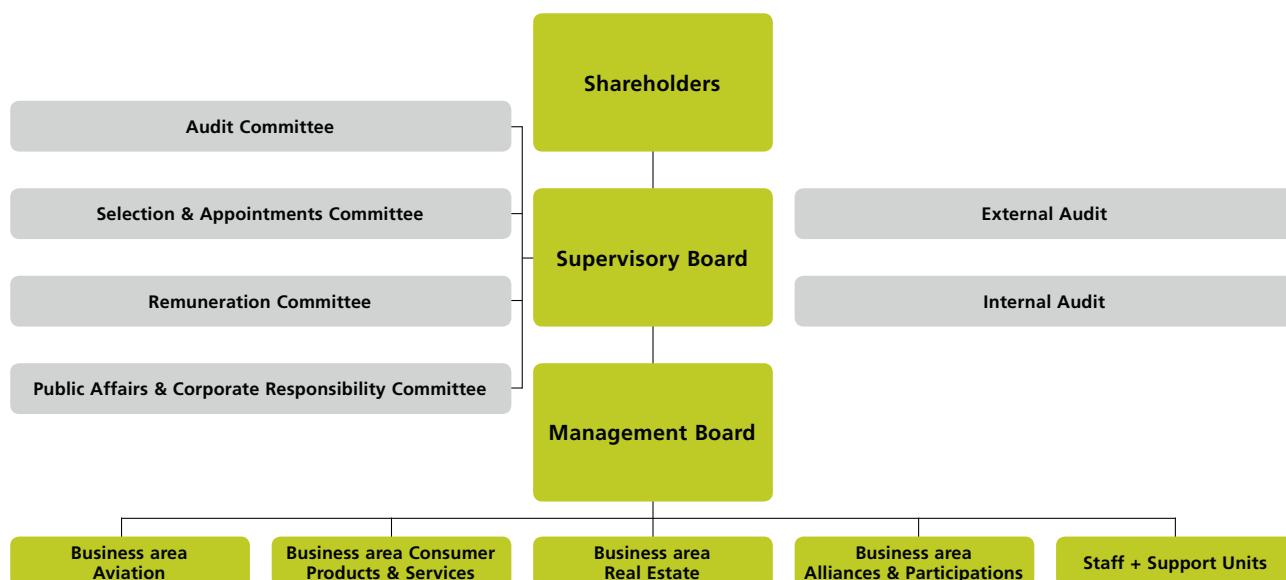 Shareholders
Audit Committee
Selection & Appointments Committee
External Audit
Supervisory Board
Remuneration Committee
Internal Audit
Public Affairs & Corporate Responsibility Committee
Management Board
Business area
Aviation
Business area Consumer
Products & Services
Business area
Real Estate
Business area
Alliances & Participations
Staff + Support Units